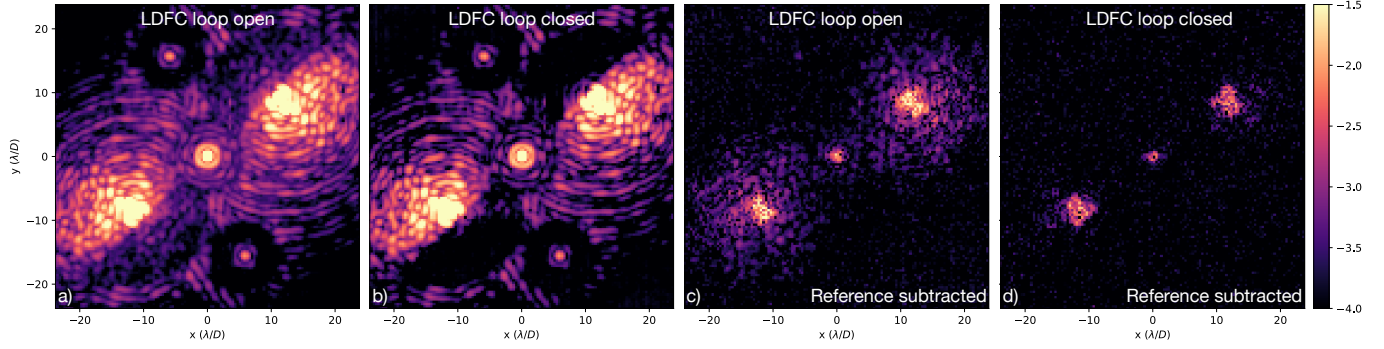 LDFC loop open
LDFC loop closed
LDFC loop open
LDFC loop closed
20
10
0
−10
−20
y (λ/D)
a)
b)
c)
Reference subtracted
d)
Reference subtracted
−20 −10 0 10 20
−20 −10 0 10 20
−20 −10 0 10 20
−20 −10 0 10 20
x (λ/D)
x (λ/D)
x (λ/D)
x (λ/D)
−1.5
−2.0
−2.5
−3.0
−3.5
−4.0